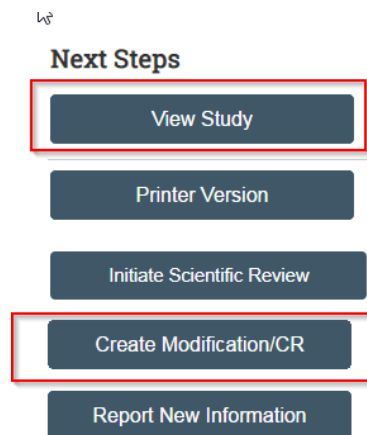 Next Steps
View Study
Printer Version
Initiate Scientific Review
Create Modification/CR
Report New Information